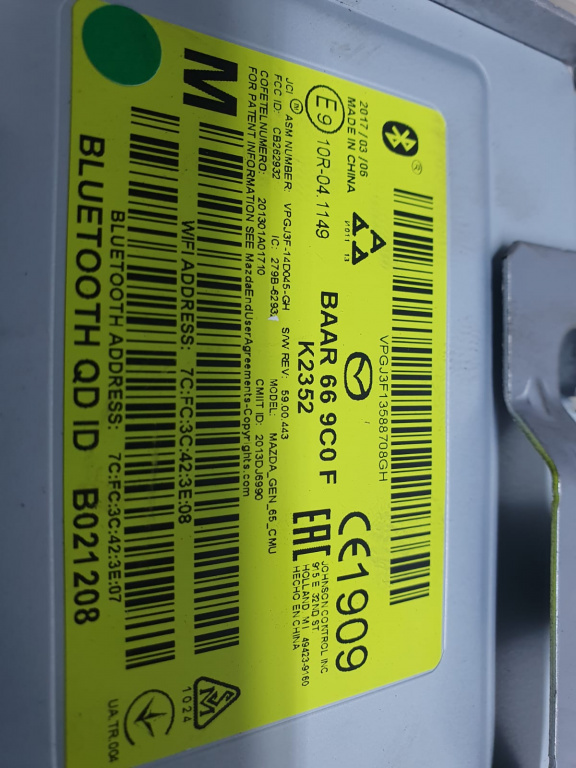 VPGJ3F13588708GH
2017/03/06
MADE IN CHINA
E9
10R-04.1149
BAAR 66 9C0 F
K2352
CE1909
EAC
JOHNSON CONTROL INC
915 E 32ND ST
HOLLAND, M I 49423-9160
HECHO EN CHINA
JCI ASM NUMBER: VPGJ3F-14D045-GH S/W REV: 59.00.443
FCC ID: CB262932 IC: 279B-6293 MODEL: MAZDA_GEN_65_CMU
COFETEL NUMERO: 201301A01710 CMIIT ID: 2013DJ6990
FOR PATENT INFORMATION SEE MazdaEndUserAgreements-Copyrights.com
M
WIFI ADDRESS: 7C:FC:3C:42:3E:08
BLUETOOTH ADDRESS: 7C:FC:3C:42:3E:07
BLUETOOTH QD ID B021208
1024
UA.TR.004